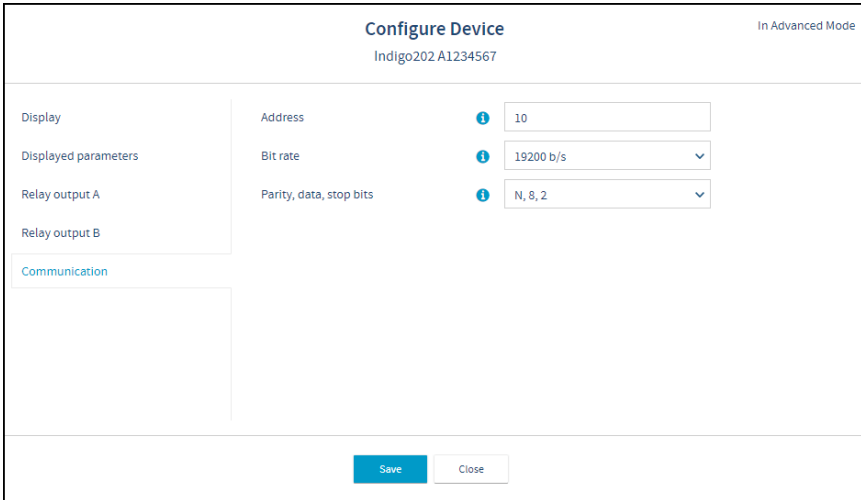 Configure Device
In Advanced Mode
Indigo202 A1234567
Display
Displayed parameters
Relay output A
Relay output B
Communication
Address
10
Bit rate
19200 b/s
Parity, data, stop bits
N, 8, 2
Save
Close